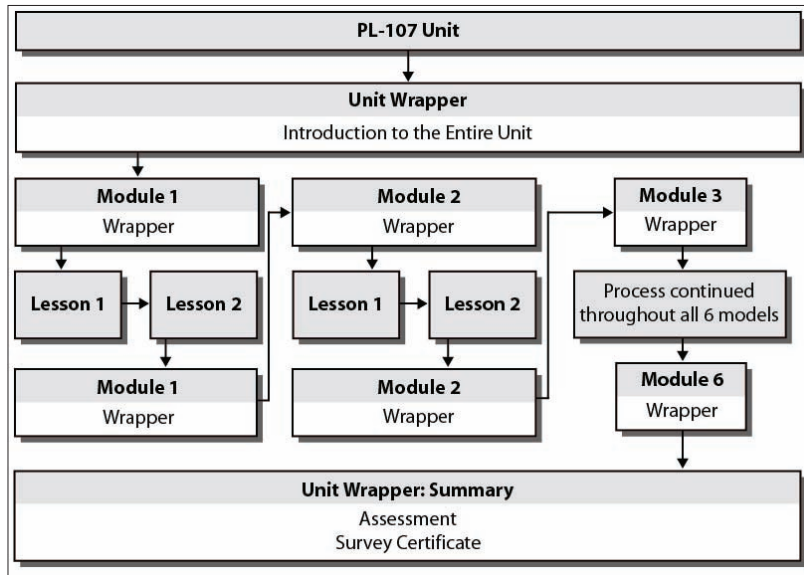 PL-107 Unit
Unit Wrapper
Introduction to the Entire Unit
Module 1
Wrapper
Module 2
Wrapper
Module 3
Wrapper
Lesson 1
Lesson 2
Lesson 1
Lesson 2
Process continued
throughout all 6 models
Module 1
Wrapper
Module 2
Wrapper
Module 6
Wrapper
Unit Wrapper: Summary
Assessment
Survey Certificate